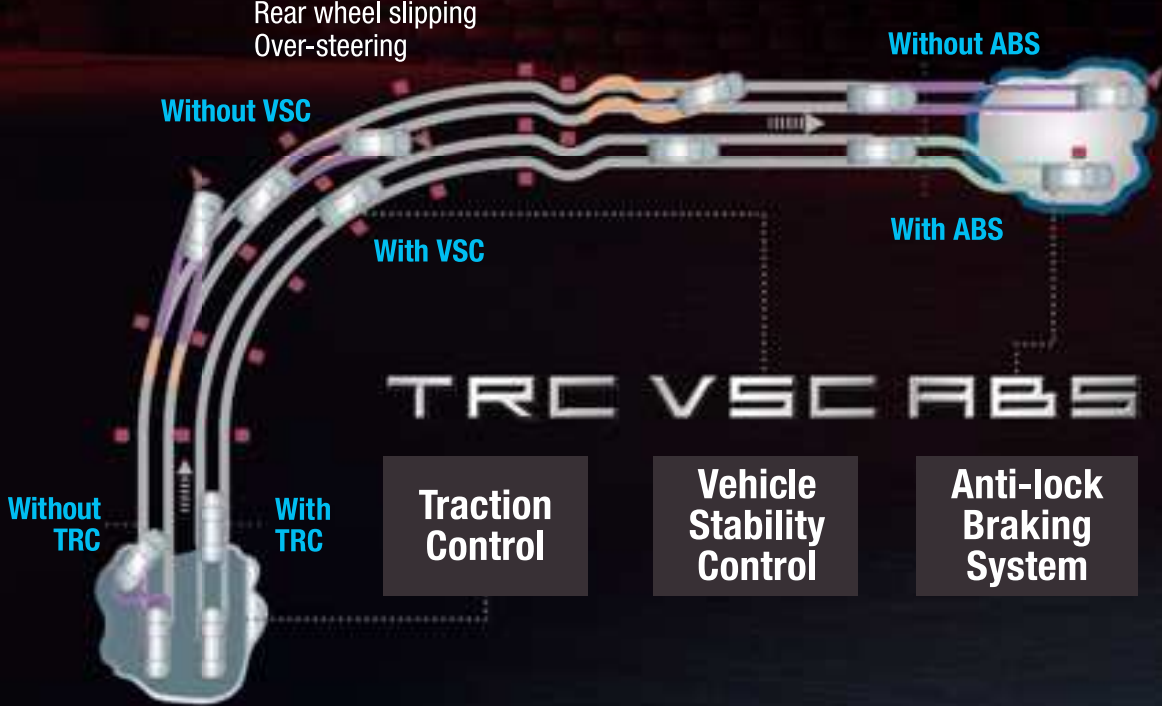 Rear wheel slipping
Over-steering
Without ABS
Without VSC
With VSC
With ABS
TRC VSC ABS
Traction
Control
Vehicle
Stability
Control
Anti-lock
Braking
System
Without
TRC
With
TRC